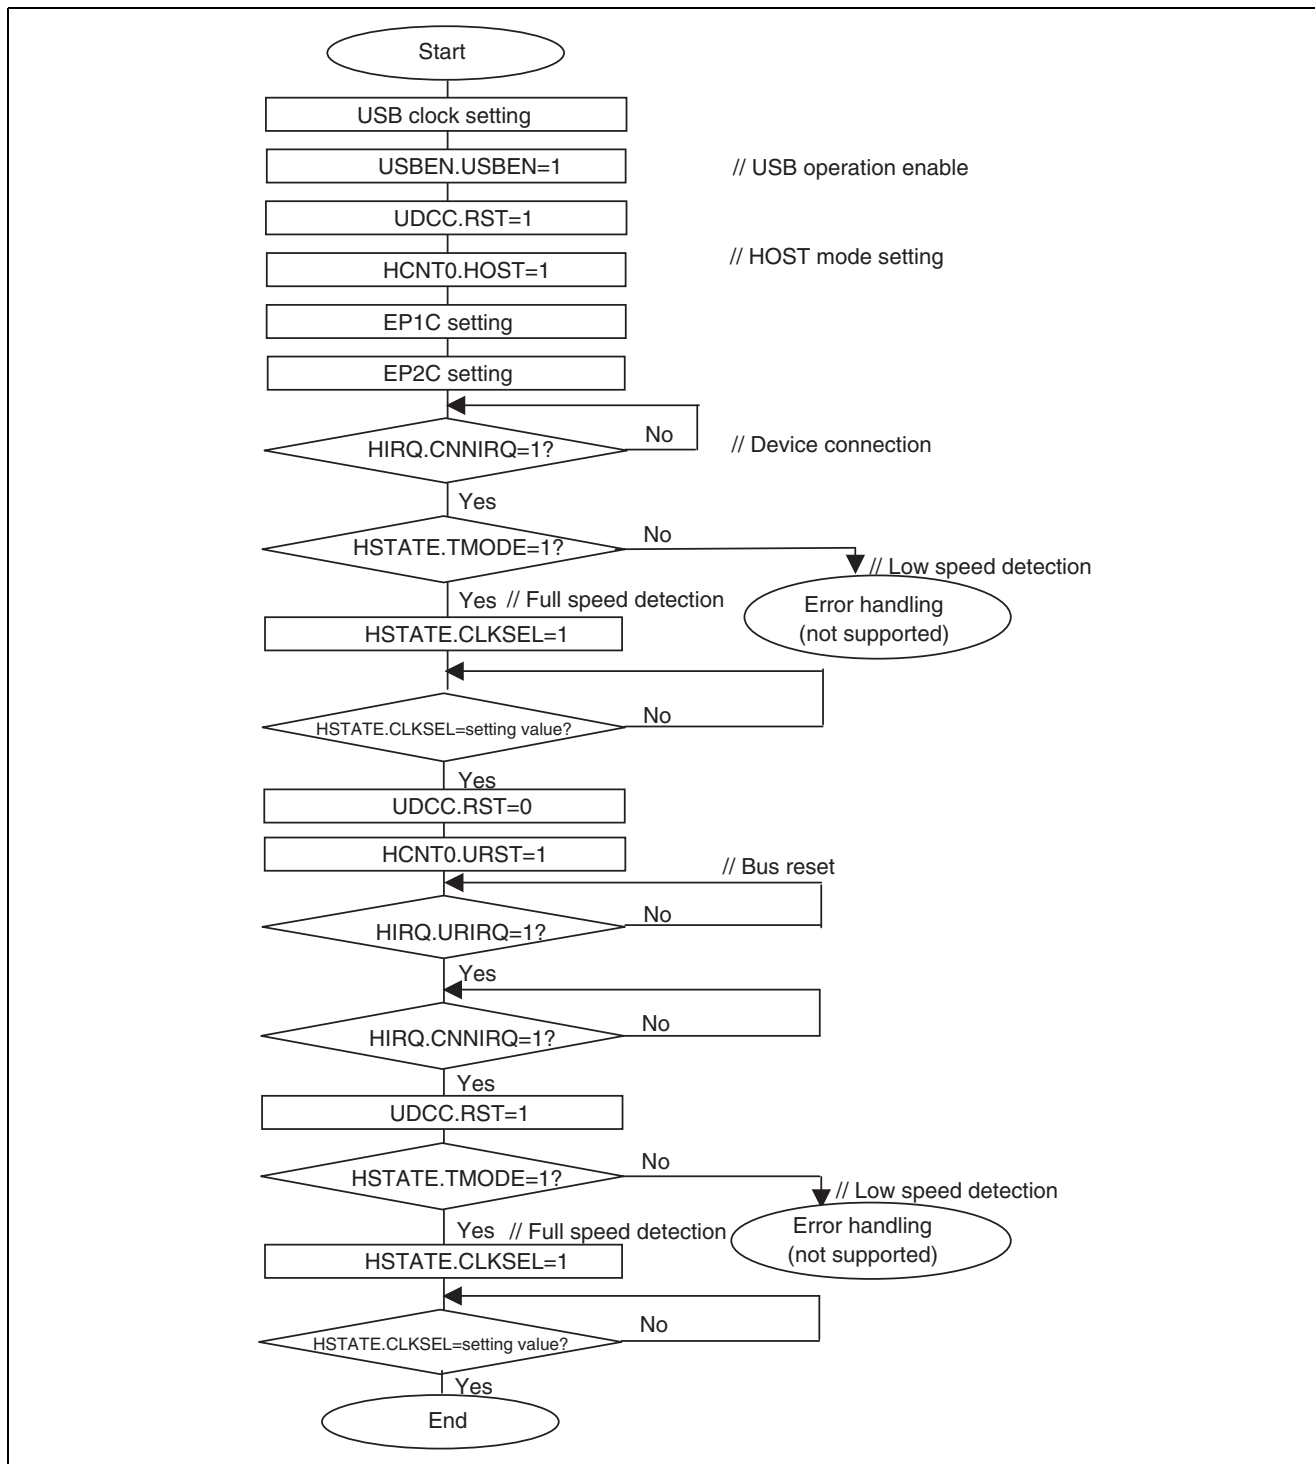 Start
USB clock setting
USBEN.USBEN=1
// USB operation enable
UDCC.RST=1
HCNT0.HOST=1
// HOST mode setting
EP1C setting
EP2C setting
HIRQ.CNNIRQ=1?
No
// Device connection
Yes
HSTATE.TMODE=1?
No
// Low speed detection
Error handling
(not supported)
Yes // Full speed detection
HSTATE.CLKSEL=1
HSTATE.CLKSEL=setting value?
No
Yes
UDCC.RST=0
HCNT0.URST=1
// Bus reset
HIRQ.URIRQ=1?
No
Yes
HIRQ.CNNIRQ=1?
No
Yes
UDCC.RST=1
HSTATE.TMODE=1?
No
// Low speed detection
Error handling
(not supported)
Yes // Full speed detection
HSTATE.CLKSEL=1
HSTATE.CLKSEL=setting value?
No
Yes
End